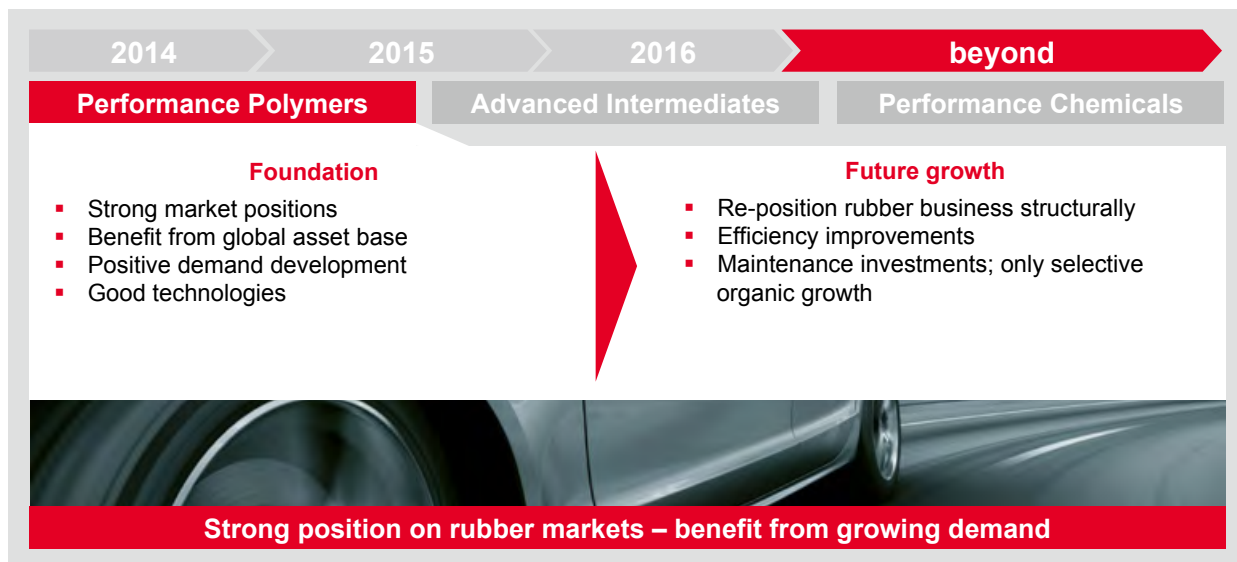 2014 2015 2016 beyond
Performance Polymers Advanced Intermediates Performance Chemicals
Foundation
▪ Strong market positions
▪ Benefit from global asset base
▪ Positive demand development
▪ Good technologies
Future growth
▪ Re-position rubber business structurally
▪ Efficiency improvements
▪ Maintenance investments; only selective
organic growth
Strong position on rubber markets – benefit from growing demand